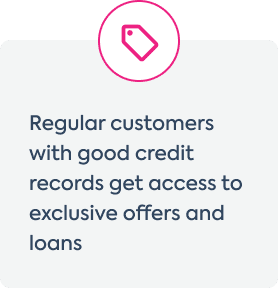 Regular customers
with good credit
records get access to
exclusive offers and
loans